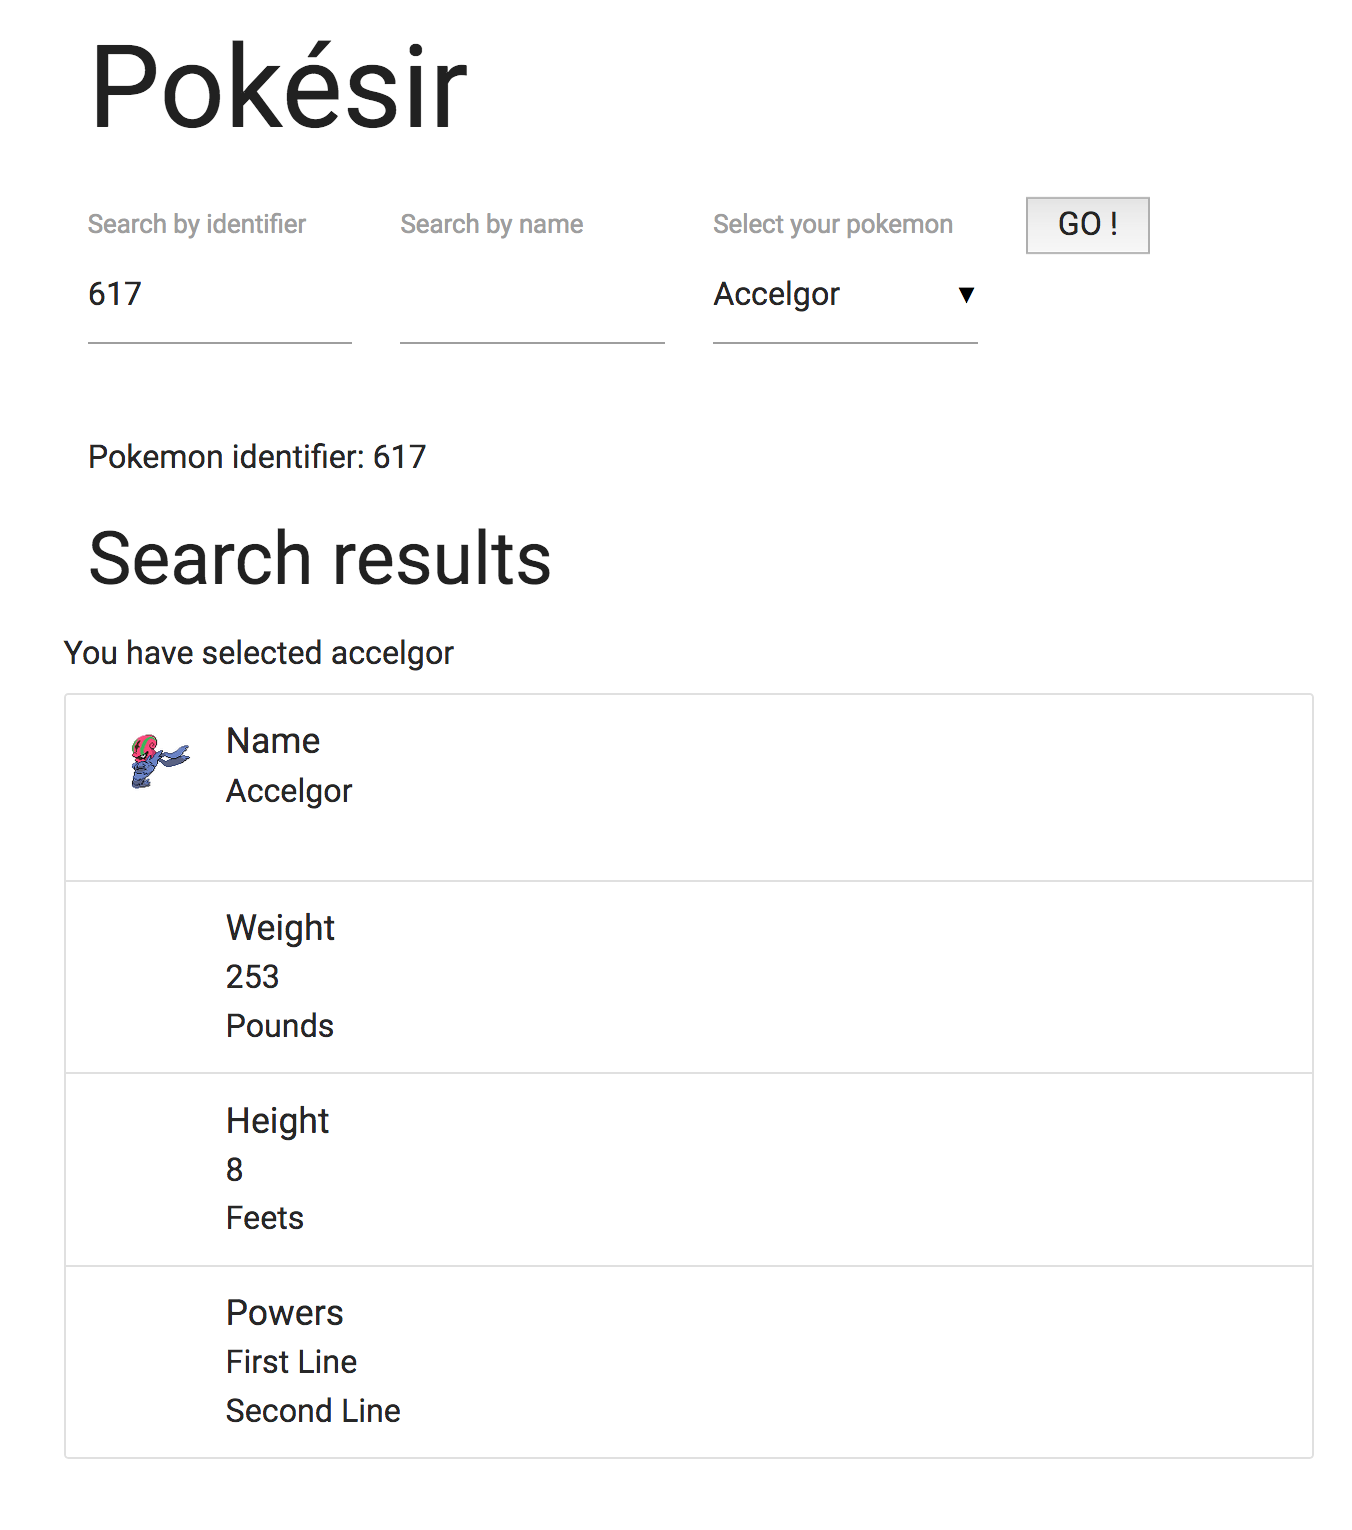 Pokésir
Search by identifier
Search by name
Select your pokemon
GO !
617
Accelgor ▼
Pokemon identifier: 617
Search results
You have selected accelgor
Name
Accelgor
Weight
253
Pounds
Height
8
Feets
Powers
First Line
Second Line